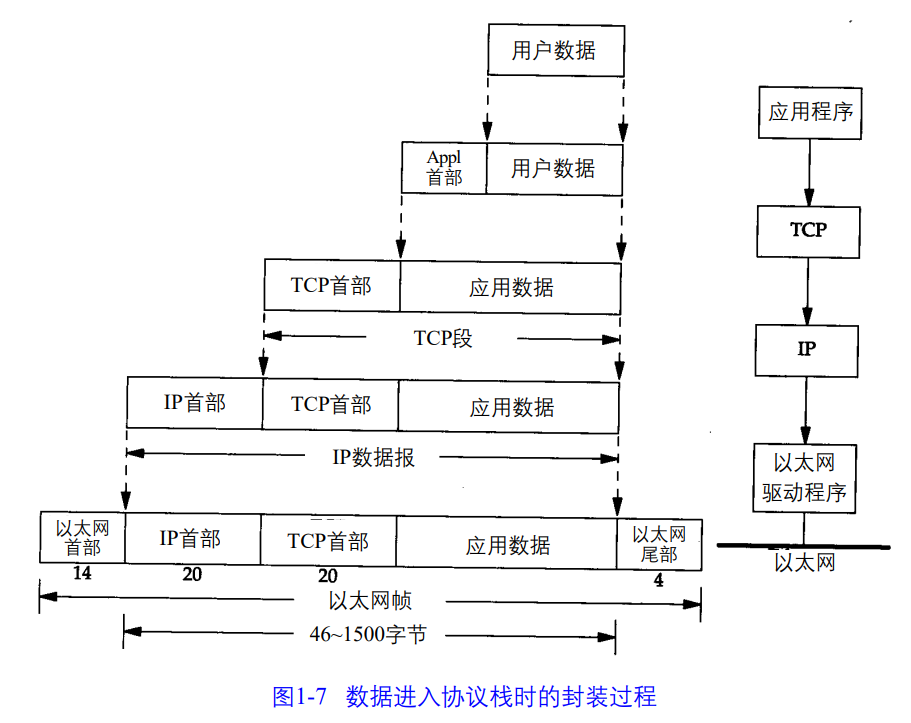 用户数据
应用程序
Appl
首部
用户数据
TCP
TCP首部
应用数据
TCP段
IP
IP首部
TCP首部
应用数据
IP数据报
以太网
驱动程序
以太网
首部
IP首部
TCP首部
应用数据
以太网
尾部
以太网
14
20
20
4
以太网帧
46~1500字节
图1-7 数据进入协议栈时的封装过程